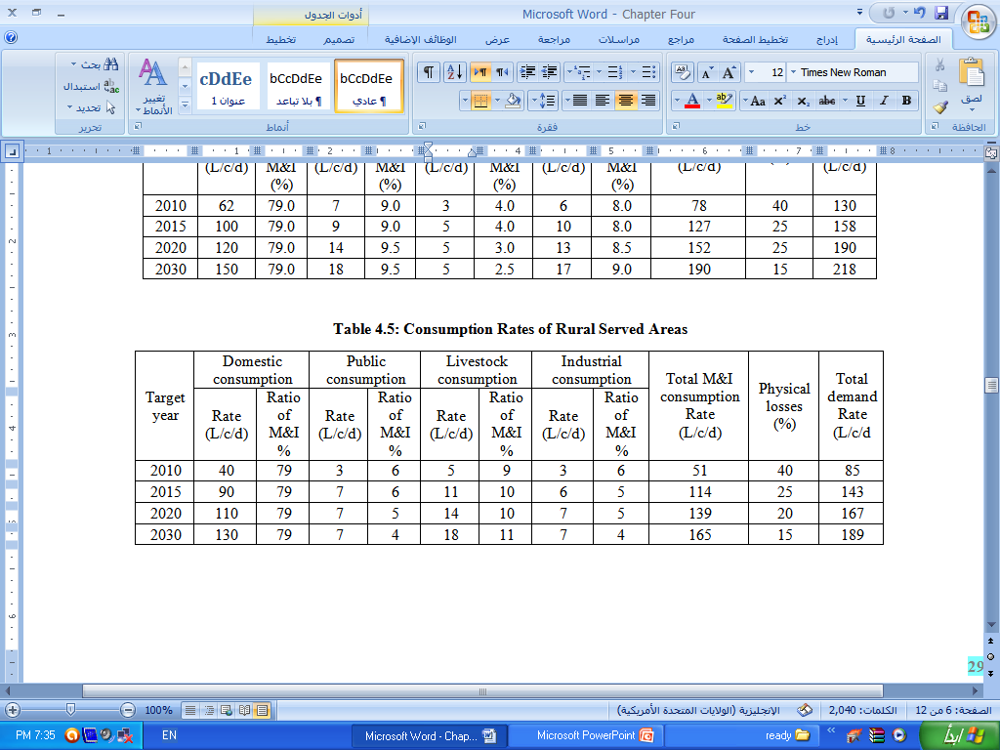 أدوات الجدول
Microsoft Word - Chapter Four
الصفحة الرئيسية إدراج تخطيط الصفحة مراجع مراسلات مراجعة عرض الوظائف الإضافية تصميم تخطيط
لصق
الحافظة
Times New Roman 12
B I U abc x₂ x² Aa
خط
فقرة
bCcDdEe bCcDdEe cDdEe
¶ عادي ¶ بلا تباعد عنوان 1
تغيير الأنماط
أنماط
بحث
استبدال
تحديد
تحرير
(L/c/d) M&I (%) (L/c/d) M&I (%) (L/c/d) M&I (%) (L/c/d) M&I (%) (L/c/d) (L/c/d)
2010 62 79.0 7 9.0 3 4.0 6 8.0 78 40 130
2015 100 79.0 9 9.0 5 4.0 10 8.0 127 25 158
2020 120 79.0 14 9.5 5 3.0 13 8.5 152 25 190
2030 150 79.0 18 9.5 5 2.5 17 9.0 190 15 218
Table 4.5: Consumption Rates of Rural Served Areas
Target year Domestic consumption Public consumption Livestock consumption Industrial consumption Total M&I consumption Rate (L/c/d) Physical losses (%) Total demand Rate (L/c/d
Rate (L/c/d) Ratio of M&I % Rate (L/c/d) Ratio of M&I % Rate (L/c/d) Ratio of M&I % Rate (L/c/d) Ratio of M&I %
2010 40 79 3 6 5 9 3 6 51 40 85
2015 90 79 7 6 11 10 6 5 114 25 143
2020 110 79 7 5 14 10 7 5 139 20 167
2030 130 79 7 4 18 11 7 4 165 15 189
29
الصفحة: 6 من 12 الكلمات: 2,040 الإنجليزية (الولايات المتحدة الأمريكية) 100%
ابدأ ready Microsoft PowerPoint Microsoft Word - Chap... EN PM 7:35